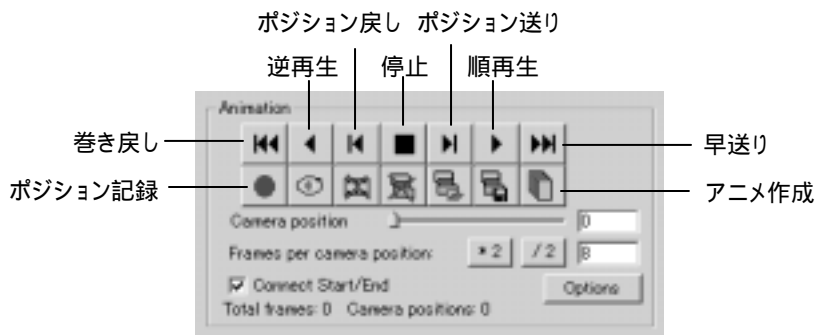 ポジション戻し ポジション送り
逆再生 停止 順再生
Animation
巻き戻し 早送り
ポジション記録 アニメ作成
Camera position 0
Frames per camera position: *2 /2 8
Connect Start/End Options
Total frames: 0 Camera positions: 0